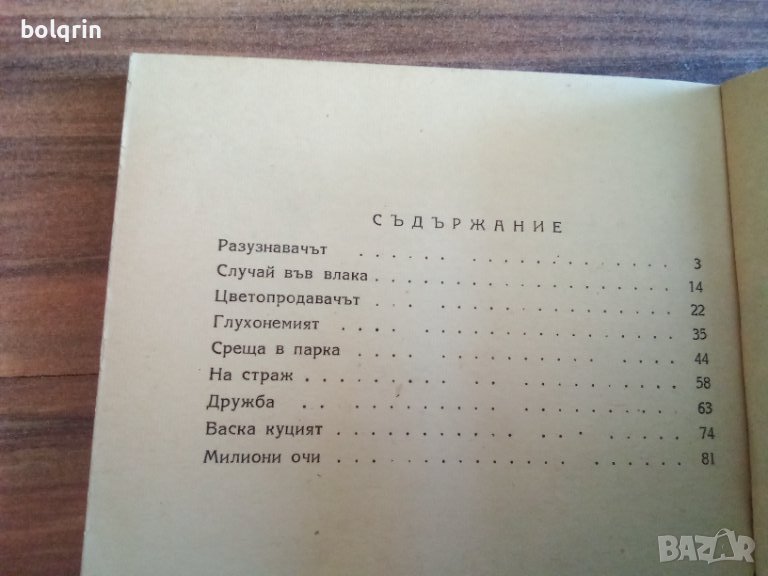 bolqrin
СЪДЪРЖАНИЕ
Разузнавачът . . . . . . . . . . . . . . . . . 3
Случай във влака . . . . . . . . . . . . . . . . 14
Цветопродавачът . . . . . . . . . . . . . . . . 22
Глухонемият . . . . . . . . . . . . . . . . . . 35
Среща в парка . . . . . . . . . . . . . . . . . 44
На страж . . . . . . . . . . . . . . . . . . . 58
Дружба . . . . . . . . . . . . . . . . . . . 63
Васка куцият . . . . . . . . . . . . . . . . . 74
Милиони очи . . . . . . . . . . . . . . . . . 81
BAZAR